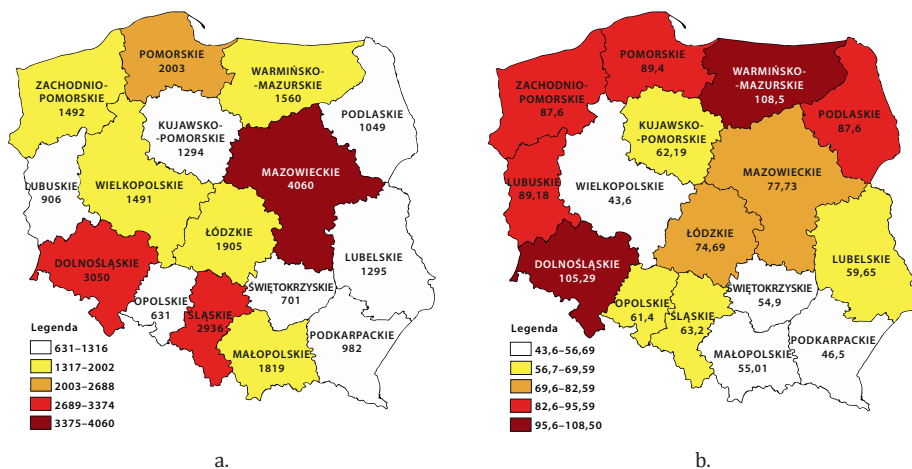 POMORSKIE
2003
ZACHODNIO-
-POMORSKIE
1492
WARMIŃSKO-
-MAZURSKIE
1560
PODLASKIE
1049
KUJAWSKO-
-POMORSKIE
1294
MAZOWIECKIE
4060
LUBUSKIE
906
WIELKOPOLSKIE
1491
ŁÓDZKIE
1905
LUBELSKIE
1295
DOLNOŚLĄSKIE
3050
OPOLSKIE
631
ŚLĄSKIE
2936
ŚWIĘTOKRZYSKIE
701
MAŁOPOLSKIE
1819
PODKARPACKIE
982
Legenda
631–1316
1317–2002
2003–2688
2689–3374
3375–4060
a.
POMORSKIE
89,4
ZACHODNIO-
-POMORSKIE
87,6
WARMIŃSKO-
-MAZURSKIE
108,5
PODLASKIE
87,6
KUJAWSKO-
-POMORSKIE
62,19
MAZOWIECKIE
77,73
LUBUSKIE
89,18
WIELKOPOLSKIE
43,6
ŁÓDZKIE
74,69
LUBELSKIE
59,65
DOLNOŚLĄSKIE
105,29
OPOLSKIE
61,4
ŚLĄSKIE
63,2
ŚWIĘTOKRZYSKIE
54,9
MAŁOPOLSKIE
55,01
PODKARPACKIE
46,5
Legenda
43,6–56,69
56,7–69,59
69,6–82,59
82,6–95,59
95,6–108,50
b.